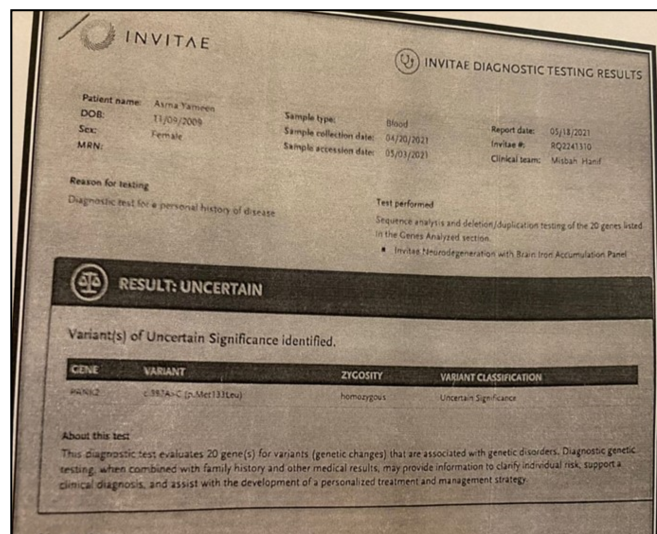 INVITAE
INVITAE DIAGNOSTIC TESTING RESULTS
Patient name: Asma Yameen
DOB: 11/09/2009
Sex: Female
MRN:
Sample type: Blood
Sample collection date: 04/20/2021
Sample accession date: 05/03/2021
Report date: 05/18/2021
Invitae #: RQ2241310
Clinical team: Misbah Hanif
Reason for testing
Diagnostic test for a personal history of disease
Test performed
Sequence analysis and deletion/duplication testing of the 20 genes listed
in the Genes Analyzed section.
Invitae Neurodegeneration with Brain Iron Accumulation Panel
RESULT: UNCERTAIN
Variant(s) of Uncertain Significance identified.
GENE VARIANT ZYGOSITY VARIANT CLASSIFICATION
PANK2 c.397A>C (p.Met133Leu) homozygous Uncertain Significance
About this test
This diagnostic test evaluates 20 gene(s) for variants (genetic changes) that are associated with genetic disorders. Diagnostic genetic
testing, when combined with family history and other medical results, may provide information to clarify individual risk, support a
clinical diagnosis, and assist with the development of a personalized treatment and management strategy.